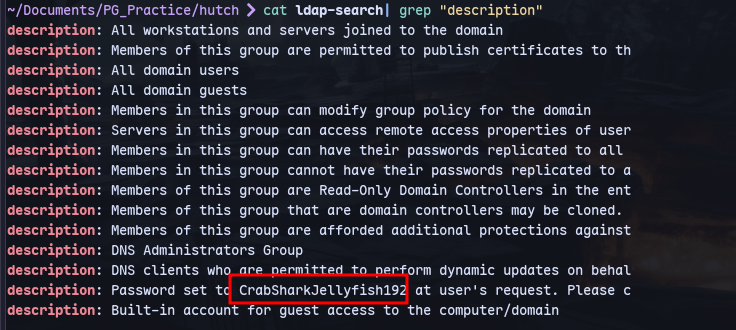 ~/Documents/PG_Practice/hutch ❯ cat ldap-search| grep "description"
description: All workstations and servers joined to the domain
description: Members of this group are permitted to publish certificates to th
description: All domain users
description: All domain guests
description: Members in this group can modify group policy for the domain
description: Servers in this group can access remote access properties of user
description: Members in this group can have their passwords replicated to all
description: Members in this group cannot have their passwords replicated to a
description: Members of this group are Read-Only Domain Controllers in the ent
description: Members of this group that are domain controllers may be cloned.
description: Members of this group are afforded additional protections against
description: DNS Administrators Group
description: DNS clients who are permitted to perform dynamic updates on behal
description: Password set to CrabSharkJellyfish192 at user's request. Please c
description: Built-in account for guest access to the computer/domain